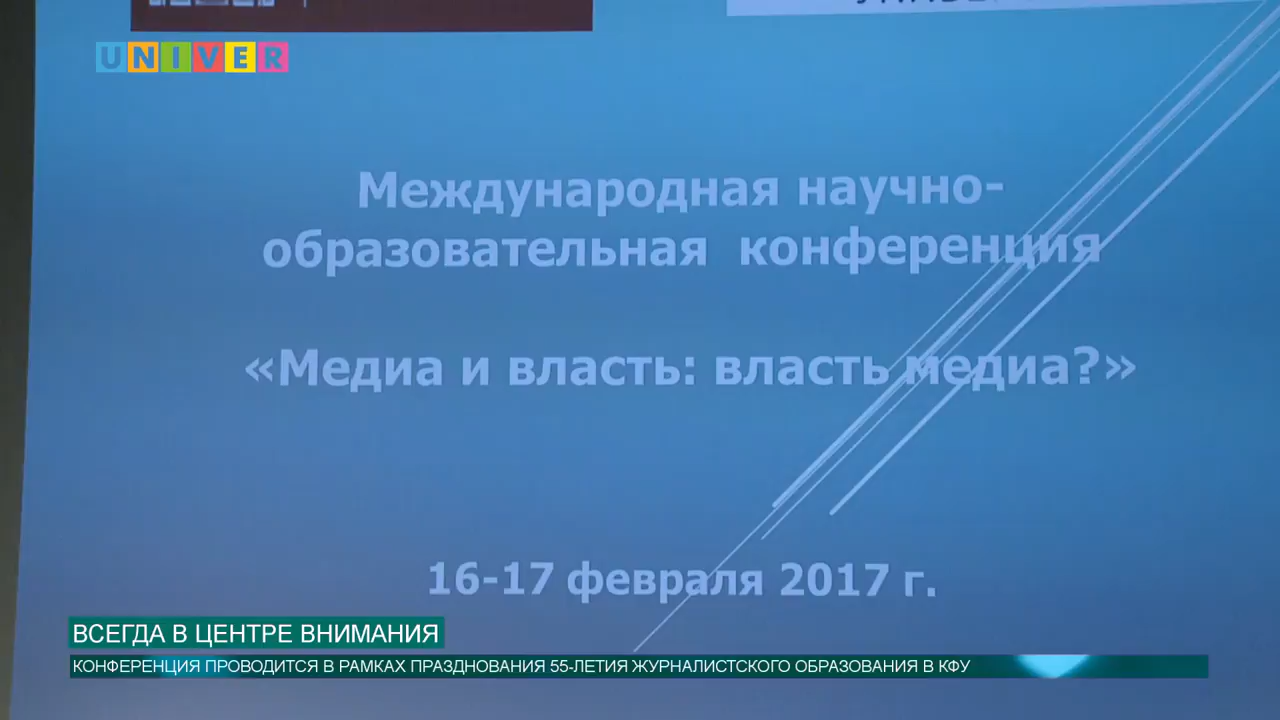 UNIVER
Международная научно-
образовательная конференция
«Медиа и власть: власть медиа?»
16-17 февраля 2017 г.
ВСЕГДА В ЦЕНТРЕ ВНИМАНИЯ
КОНФЕРЕНЦИЯ ПРОВОДИТСЯ В РАМКАХ ПРАЗДНОВАНИЯ 55-ЛЕТИЯ ЖУРНАЛИСТСКОГО ОБРАЗОВАНИЯ В КФУ